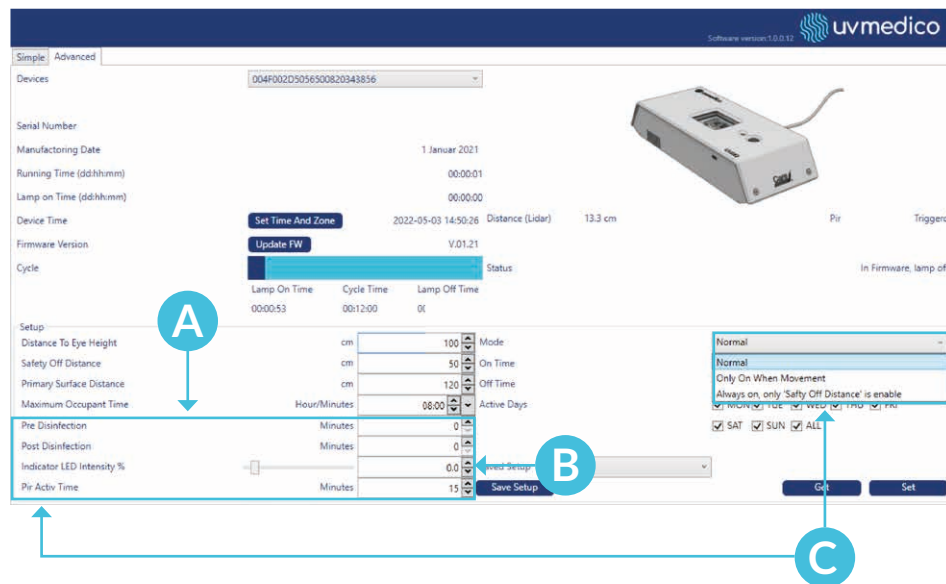 uvmedico
Software version:1.0.0.12
Simple Advanced
Devices 004F002D5056500820343856
Serial Number
Manufactoring Date 1 Januar 2021
Running Time (dd:hh:mm) 00:00:01
Lamp on Time (dd:hh:mm) 00:00:00
Device Time Set Time And Zone 2022-05-03 14:50:26 Distance (Lidar) 13.3 cm Pir Triggerd
Firmware Version Update FW V.01.21
Cycle Status In Firmware, lamp of
Lamp On Time Cycle Time Lamp Off Time
00:00:53 00:12:00
A
Setup
Distance To Eye Height cm 100 Mode Normal
Safety Off Distance cm 50 On Time Normal
Primary Surface Distance cm 120 Off Time Only On When Movement
Always on, only 'Safty Off Distance' is enable
Maximum Occupant Time Hour/Minutes 08:00 Active Days MON TUE WED THU FRI
Pre Disinfection Minutes 0 SAT SUN ALL
Post Disinfection Minutes 0
Indicator LED Intensity % 0.0 aved Setup
B
Pir Activ Time Minutes 15 Save Setup Get Set
C